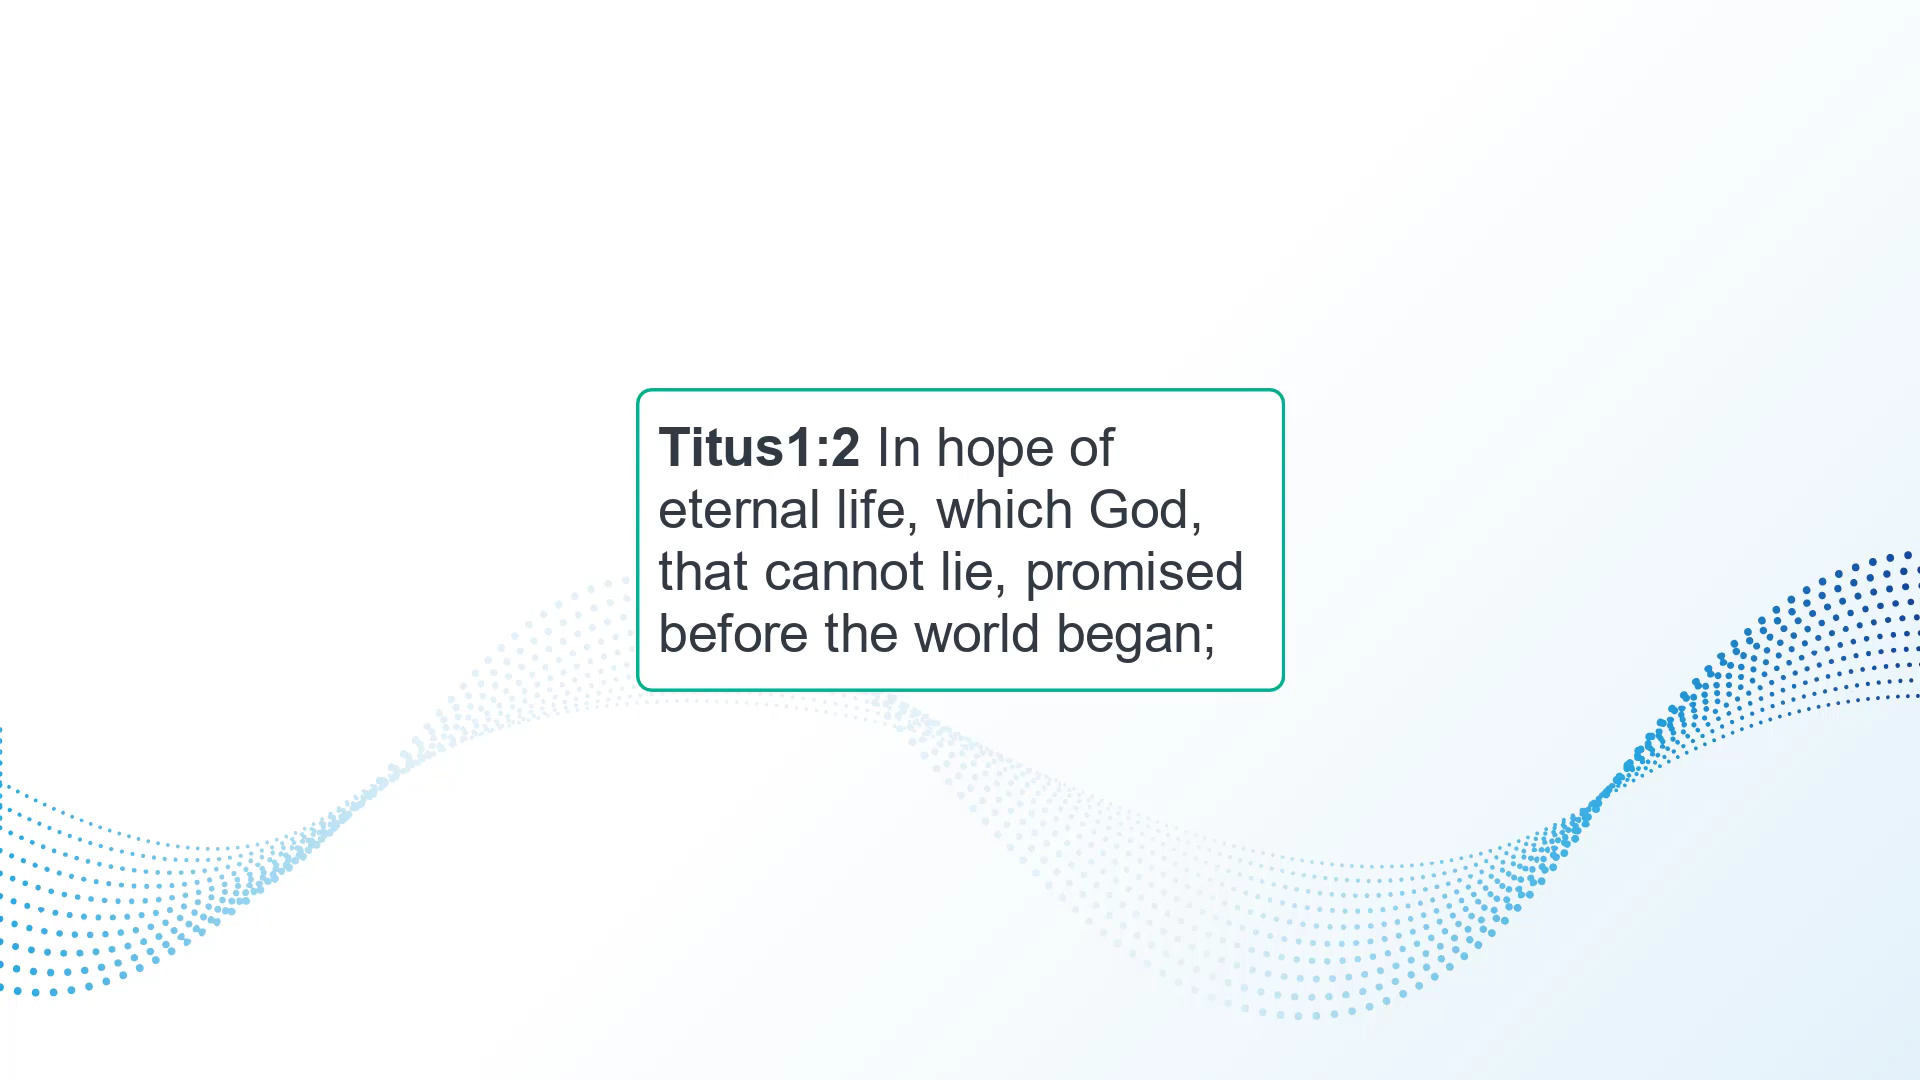 Titus1:2 In hope of
eternal life, which God,
that cannot lie, promised
before the world began;